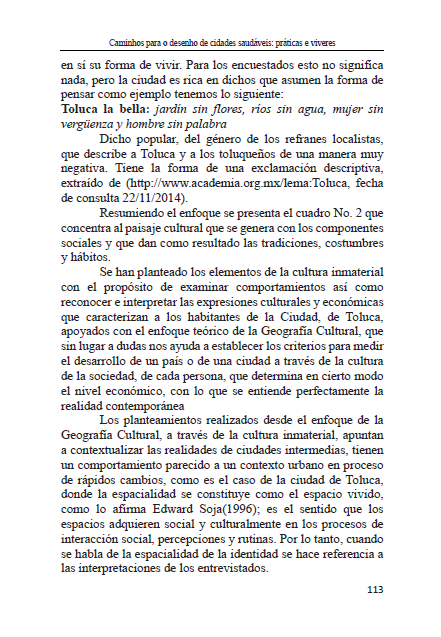 Caminhos para o desenho de cidades saudáveis: práticas e viveres
en sí su forma de vivir. Para los encuestados esto no significa
nada, pero la ciudad es rica en dichos que asumen la forma de
pensar como ejemplo tenemos lo siguiente:
Toluca la bella: jardín sin flores, ríos sin agua, mujer sin
vergüenza y hombre sin palabra
Dicho popular, del género de los refranes localistas,
que describe a Toluca y a los toluqueños de una manera muy
negativa. Tiene la forma de una exclamación descriptiva,
extraído de (http://www.academia.org.mx/lema:Toluca, fecha
de consulta 22/11/2014).
Resumiendo el enfoque se presenta el cuadro No. 2 que
concentra al paisaje cultural que se genera con los componentes
sociales y que dan como resultado las tradiciones, costumbres
y hábitos.
Se han planteado los elementos de la cultura inmaterial
con el propósito de examinar comportamientos así como
reconocer e interpretar las expresiones culturales y económicas
que caracterizan a los habitantes de la Ciudad, de Toluca,
apoyados con el enfoque teórico de la Geografía Cultural, que
sin lugar a dudas nos ayuda a establecer los criterios para medir
el desarrollo de un país o de una ciudad a través de la cultura
de la sociedad, de cada persona, que determina en cierto modo
el nivel económico, con lo que se entiende perfectamente la
realidad contemporánea
Los planteamientos realizados desde el enfoque de la
Geografía Cultural, a través de la cultura inmaterial, apuntan
a contextualizar las realidades de ciudades intermedias, tienen
un comportamiento parecido a un contexto urbano en proceso
de rápidos cambios, como es el caso de la ciudad de Toluca,
donde la espacialidad se constituye como el espacio vivido,
como lo afirma Edward Soja(1996); es el sentido que los
espacios adquieren social y culturalmente en los procesos de
interacción social, percepciones y rutinas. Por lo tanto, cuando
se habla de la espacialidad de la identidad se hace referencia a
las interpretaciones de los entrevistados.
113